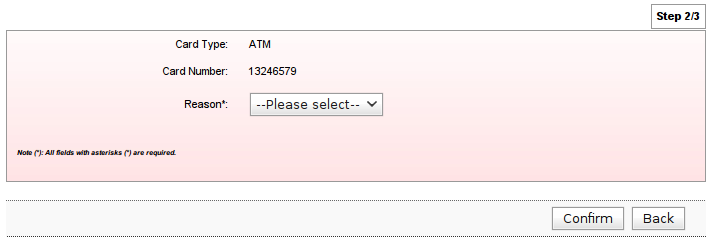 Step 2/3
Card Type: ATM
Card Number: 13246579
Reason*: --Please select--
Note (*): All fields with asterisks (*) are required.
Confirm Back